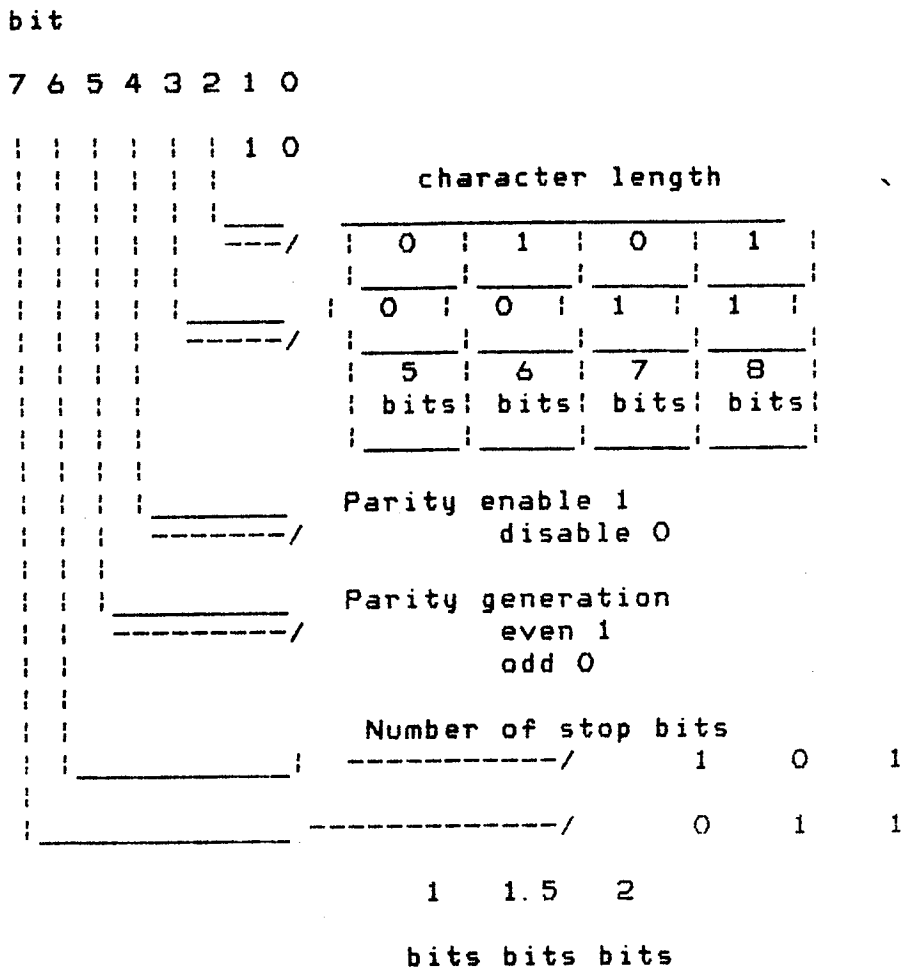 bit
7 6 5 4 3 2 1 0
1 0
character length
0 1 0 1
0 0 1 1
5 6 7 8
bits bits bits bits
Parity enable 1
disable 0
Parity generation
even 1
odd 0
Number of stop bits
1 0 1
0 1 1
1 1.5 2
bits bits bits